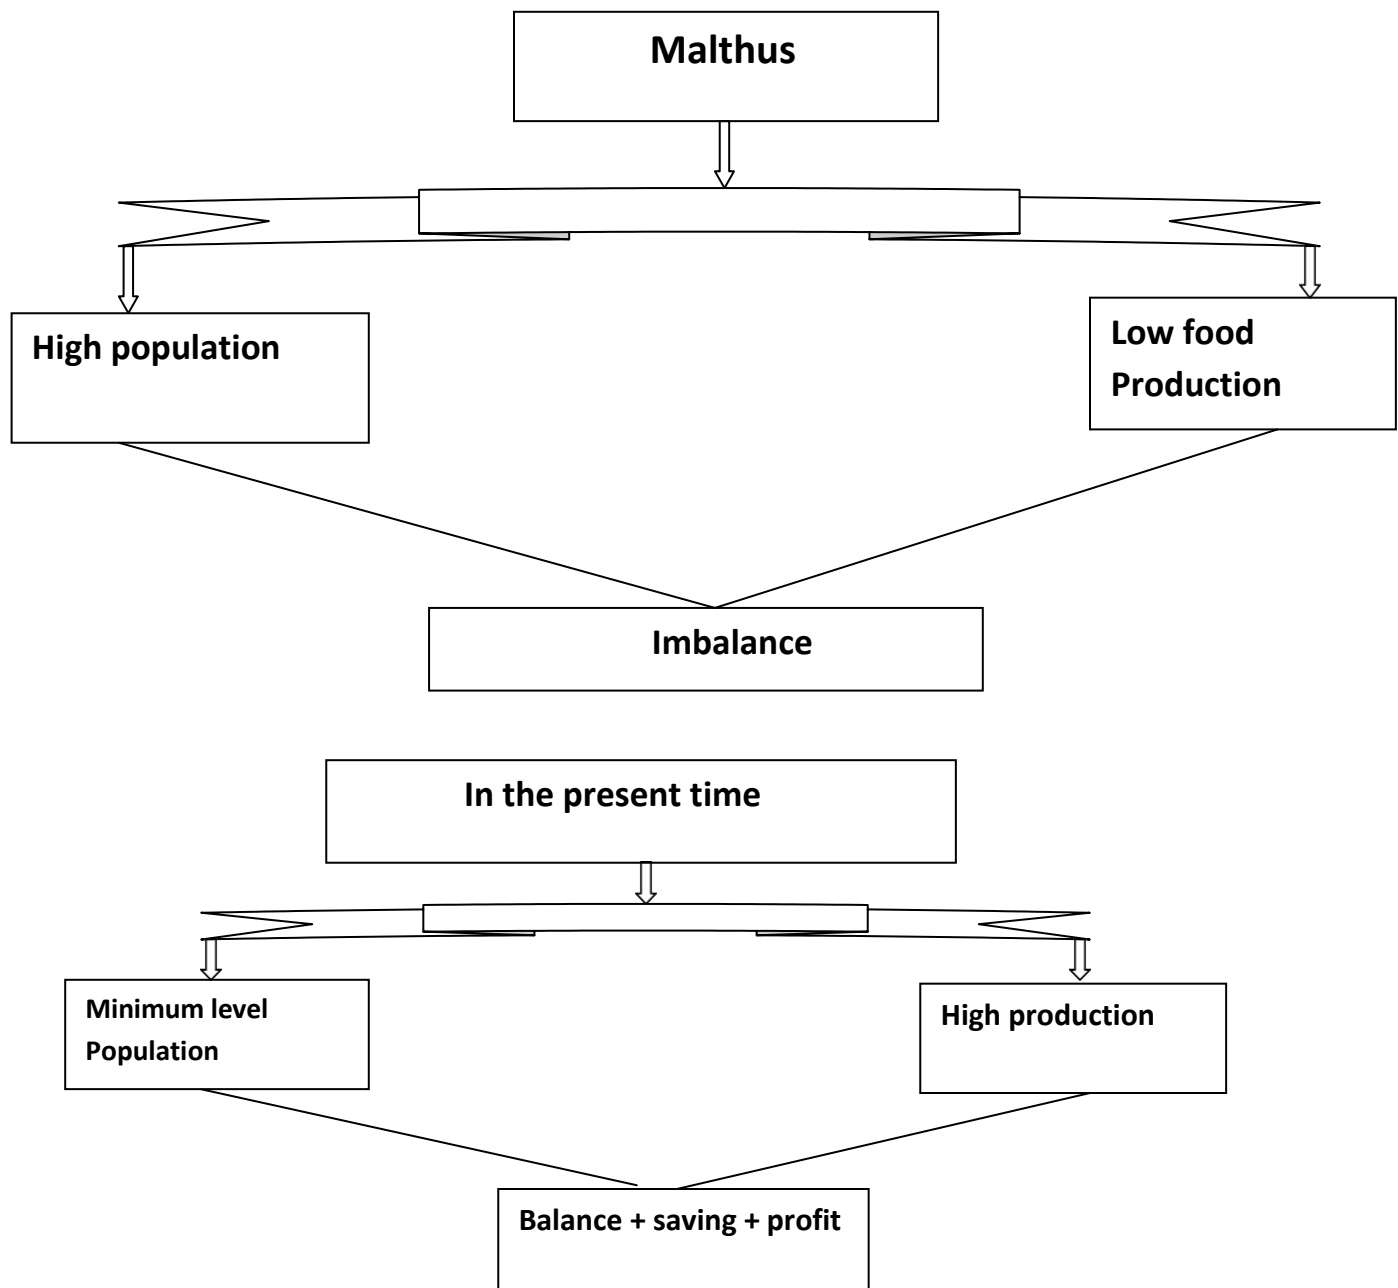 Malthus
High population
Low food
Production
Imbalance
In the present time
Minimum level
Population
High production
Balance + saving + profit